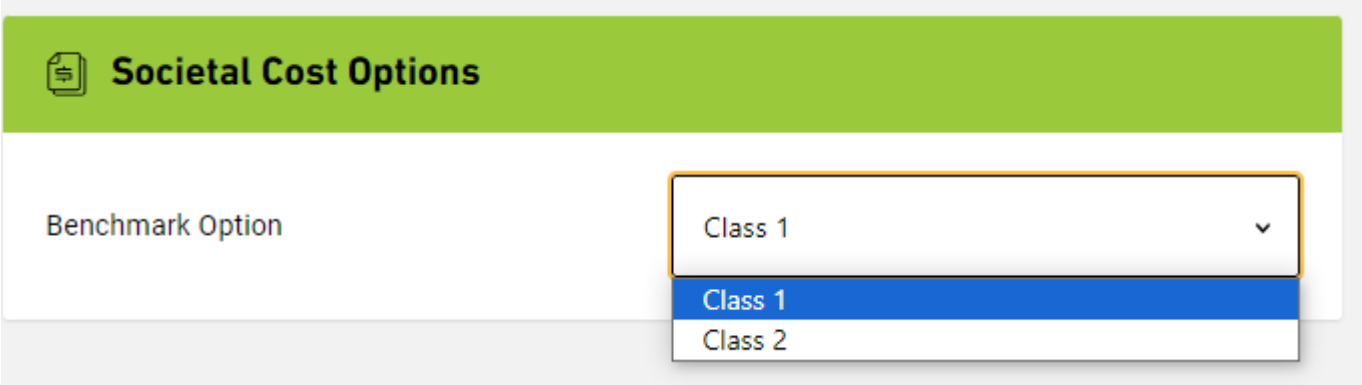 Societal Cost Options
Benchmark Option
Class 1
Class 1
Class 2